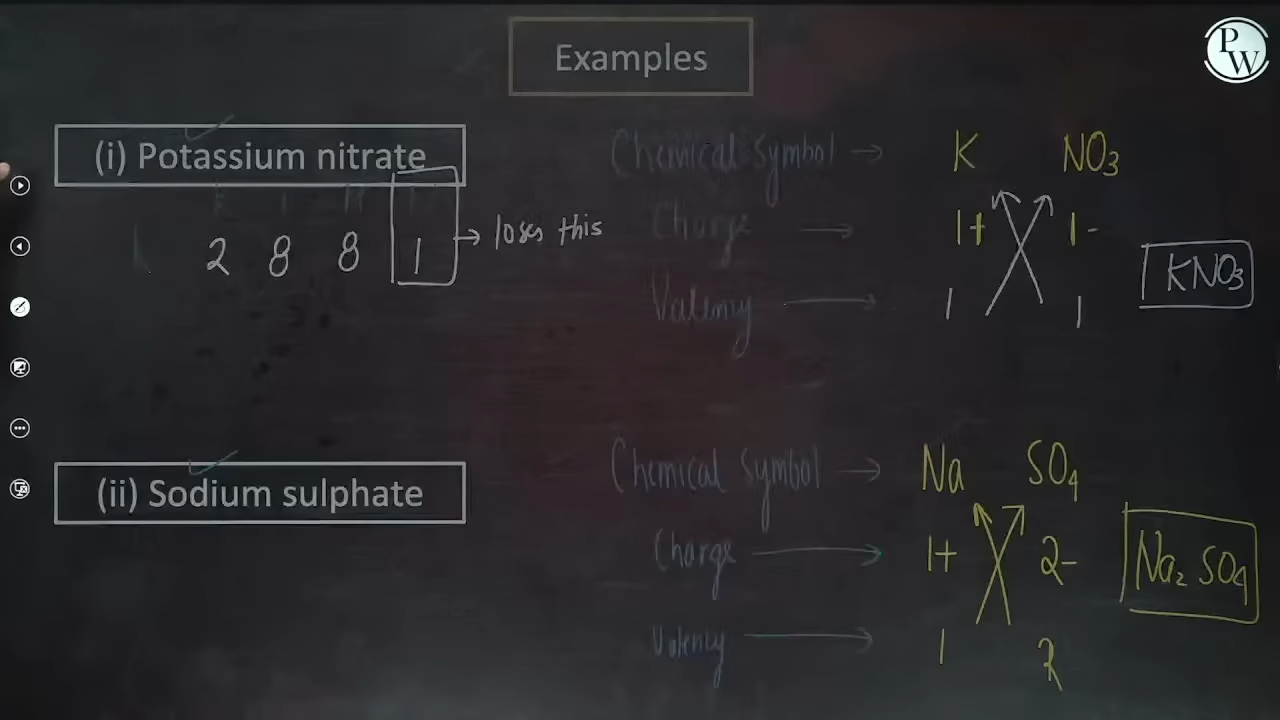 Examples
PW
(i) Potassium nitrate
Chemical Symbol → K NO3
K L M
2 8 8 1 → loses this
Charge → 1+ 1-
Valency → 1 1
KNO3
(ii) Sodium sulphate
Chemical Symbol → Na SO4
Charge → 1+ 2-
Na2 SO4
Valency → 1 2